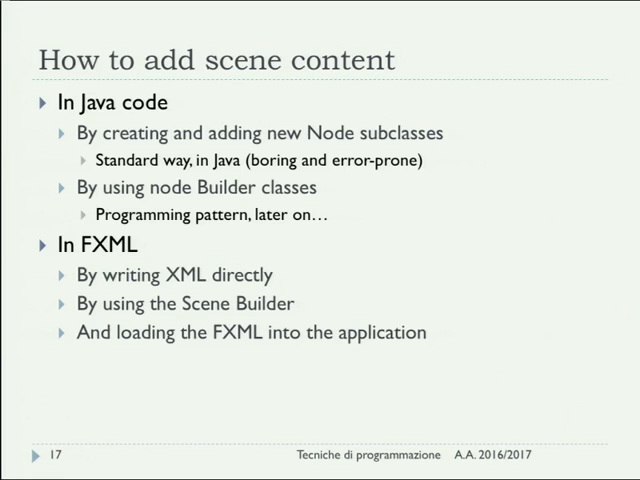 How to add scene content
In Java code
By creating and adding new Node subclasses
Standard way, in Java (boring and error-prone)
By using node Builder classes
Programming pattern, later on…
In FXML
By writing XML directly
By using the Scene Builder
And loading the FXML into the application
17 Tecniche di programmazione A.A. 2016/2017